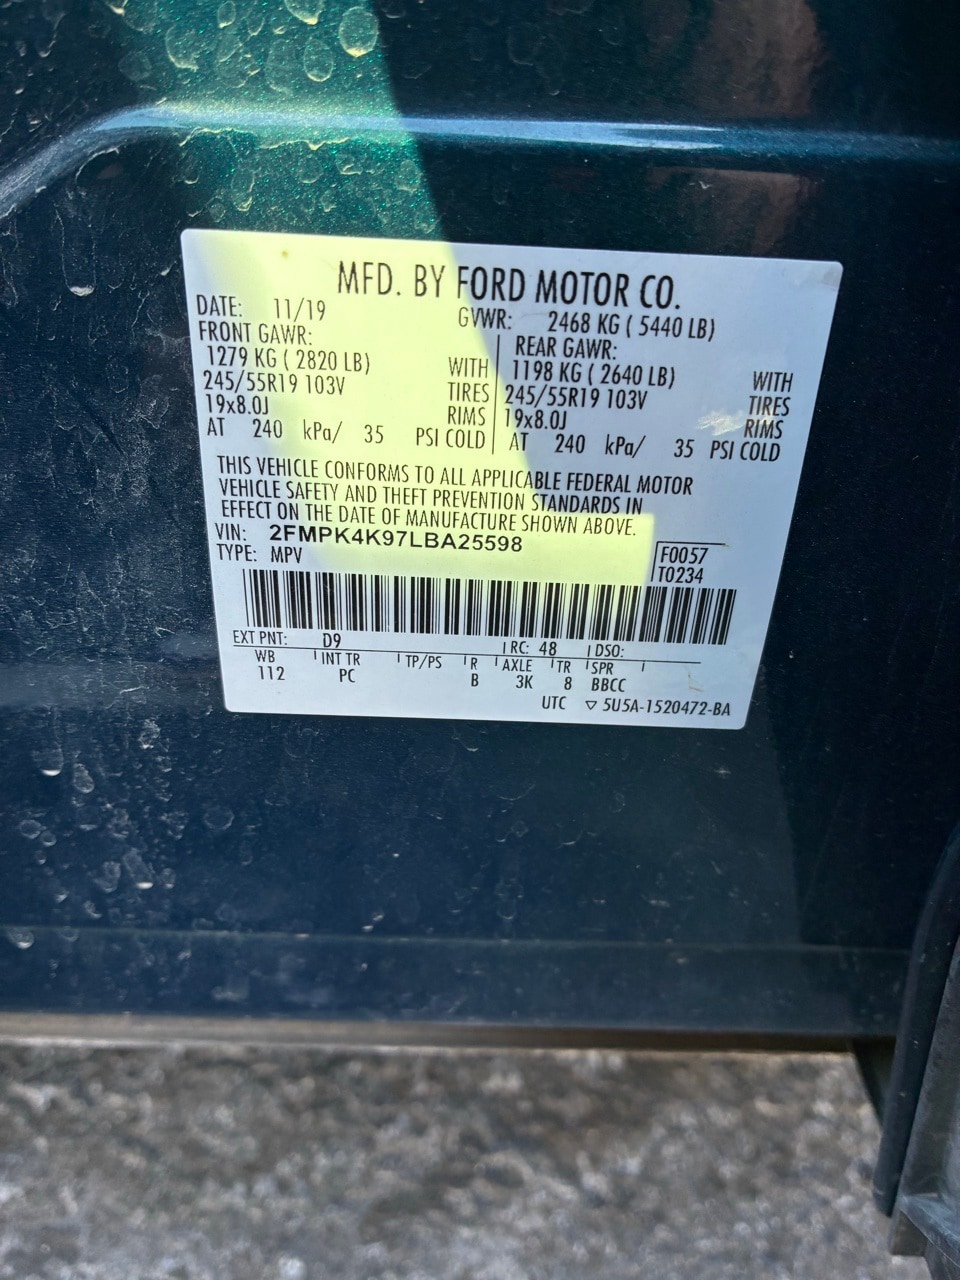 MFD. BY FORD MOTOR CO.
DATE: 11/19 GVWR: 2468 KG ( 5440 LB)
FRONT GAWR: REAR GAWR:
1279 KG ( 2820 LB) WITH 1198 KG ( 2640 LB) WITH
245/55R19 103V TIRES 245/55R19 103V TIRES
19x8.0J RIMS 19x8.0J RIMS
AT 240 kPa/ 35 PSI COLD AT 240 kPa/ 35 PSI COLD
THIS VEHICLE CONFORMS TO ALL APPLICABLE FEDERAL MOTOR
VEHICLE SAFETY AND THEFT PREVENTION STANDARDS IN
EFFECT ON THE DATE OF MANUFACTURE SHOWN ABOVE.
VIN: 2FMPK4K97LBA25598
TYPE: MPV F0057
T0234
EXT PNT: D9 RC: 48 DSO:
WB INT TR TP/PS R AXLE TR SPR
112 PC B 3K 8 BBCC
UTC ▽ 5U5A-1520472-BA